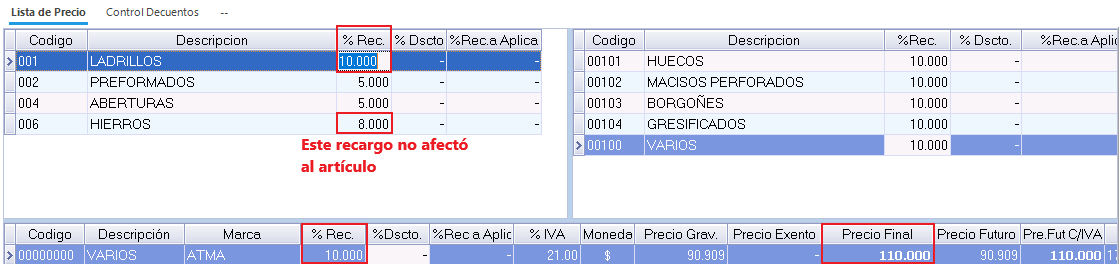 Lista de Precio Control Decuentos --
Codigo Descripcion % Rec. % Dscto %Rec.a Aplica
001 LADRILLOS 10.000 - -
002 PREFORMADOS 5.000 - -
004 ABERTURAS 5.000 - -
006 HIERROS 8.000 - -
Este recargo no afectó
al artículo
Codigo Descripcion %Rec. % Dscto. %Rec.a Aplic
00101 HUECOS 10.000 - -
00102 MACISOS PERFORADOS 10.000 - -
00103 BORGOÑES 10.000 - -
00104 GRESIFICADOS 10.000 - -
00100 VARIOS 10.000 - -
Codigo Descripción Marca % Rec. %Dscto. %Rec a Aplic % IVA Moneda Precio Grav. Precio Exento Precio Final Precio Futuro Pre.Fut C/IVA
00000000 VARIOS ATMA 10.000 - - 21.00 $ 90.909 - 110.000 90.909 110.000